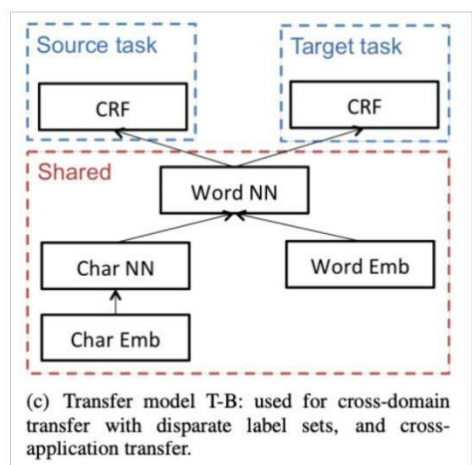 Source task
Target task
CRF
CRF
Shared
Word NN
Char NN
Word Emb
Char Emb
(c) Transfer model T-B: used for cross-domain
transfer with disparate label sets, and cross-
application transfer.